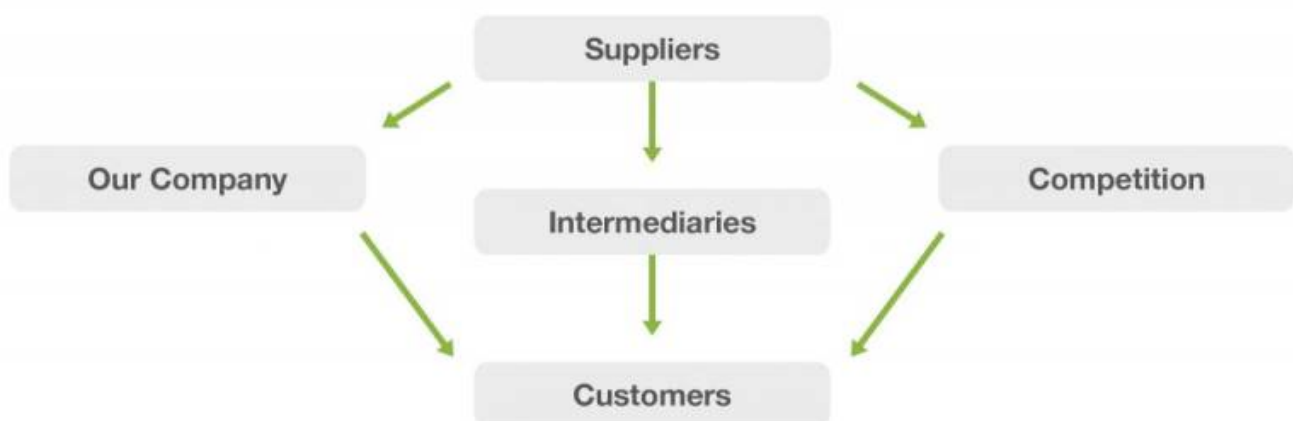 Suppliers
Our Company
Competition
Intermediaries
Customers